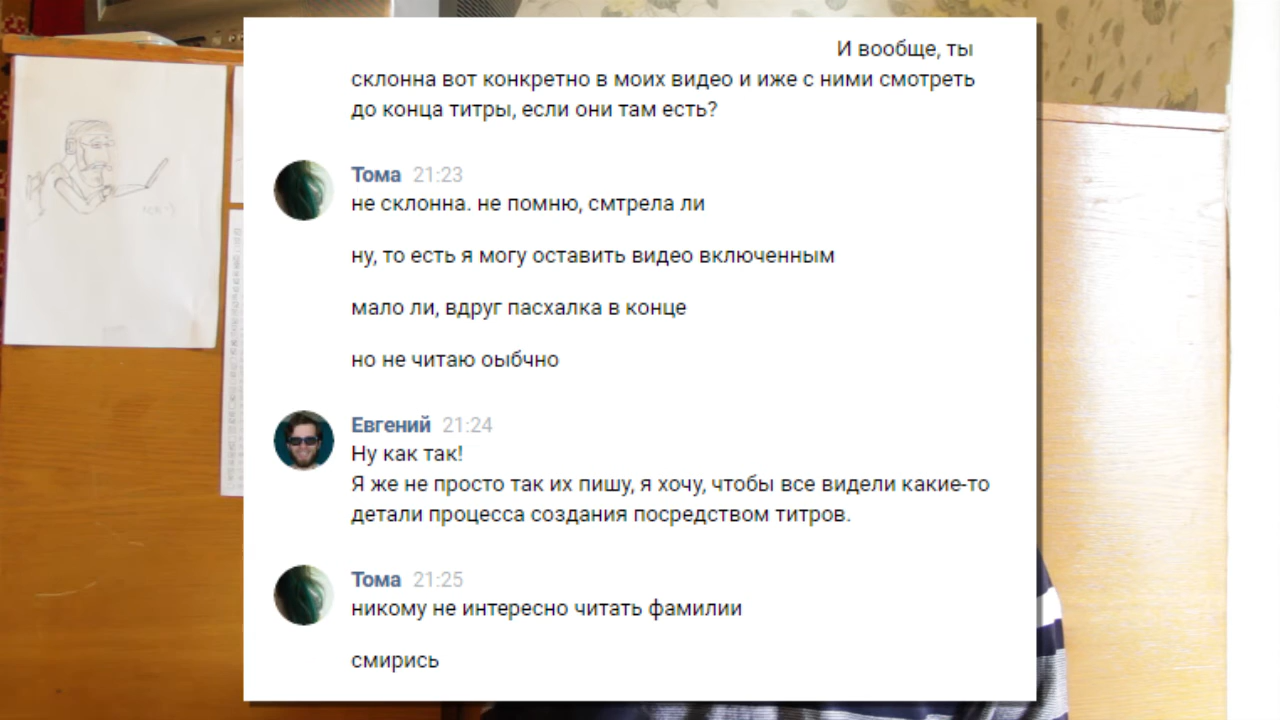 И вообще, ты
склонна вот конкретно в моих видео и иже с ними смотреть
до конца титры, если они там есть?
Тома 21:23
не склонна. не помню, смтрела ли
ну, то есть я могу оставить видео включенным
мало ли, вдруг пасхалка в конце
но не читаю оыбчно
Евгений 21:24
Ну как так!
Я же не просто так их пишу, я хочу, чтобы все видели какие-то
детали процесса создания посредством титров.
Тома 21:25
никому не интересно читать фамилии
смирись